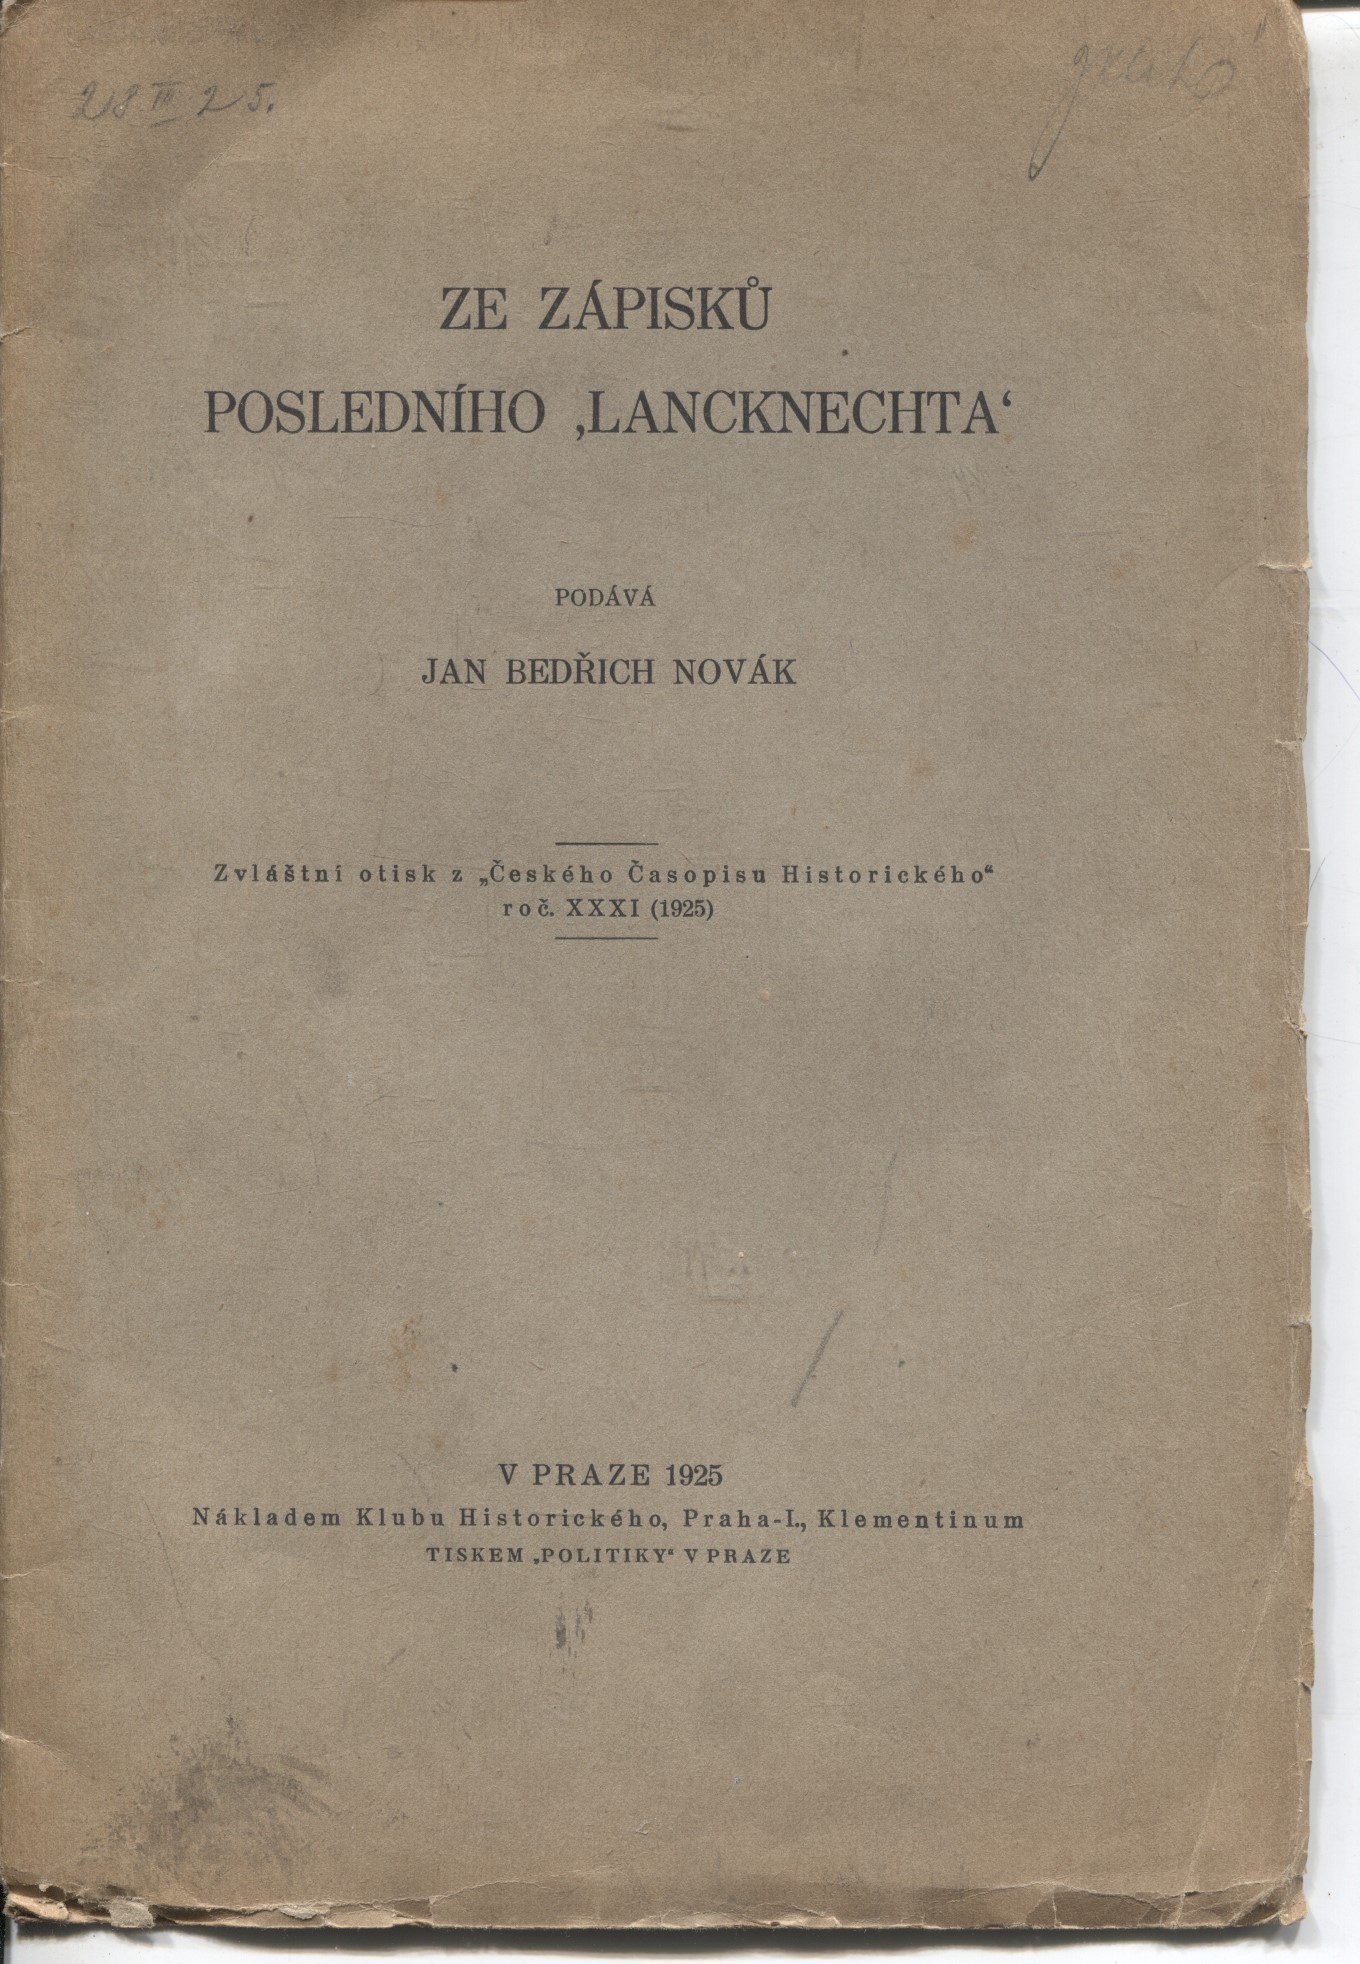 28 III 25.
ZE ZÁPISKŮ
POSLEDNÍHO ‚LANCKNECHTA‘
PODÁVÁ
JAN BEDŘICH NOVÁK
Zvláštní otisk z „Českého Časopisu Historického“
roč. XXXI (1925)
V PRAZE 1925
Nákladem Klubu Historického, Praha-I., Klementinum
TISKEM „POLITIKY“ V PRAZE